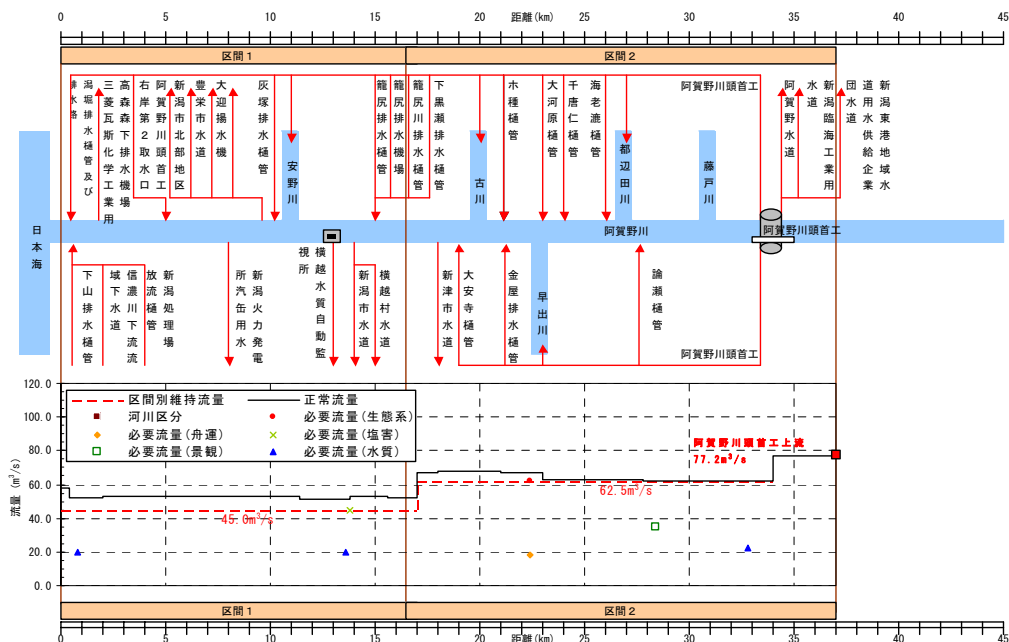 0 5 10 15 20 距離(km) 25 30 35 40 45
区間1 区間2
排水路
潟堀排水樋管及び
三菱瓦斯化学工業用
高森森下排水機場
右岸第2取水口
阿賀野川頭首工
新潟市北部地区
豊栄市水道
大迎揚水機
灰塚排水樋管
安野川
籠尻排水樋管
籠尻排水機場
籠尻川排水樋管
下黒瀬排水樋管
古川
ホ種樋管
大河原樋管
千唐仁樋管
海老漉樋管
都辺田川
阿賀野川頭首工
藤戸川
阿賀野水道
水道
新潟臨海工業用
団水道
道用水供給企業
新潟東港地域水
日本海
阿賀野川
阿賀野川頭首工
下山排水樋管
域下水道
信濃川下流流
放流樋管
新潟処理場
所汽缶用水
新潟火力発電
視所
横越水質自動監
新潟市水道
横越村水道
新津市水道
大安寺樋管
金屋排水樋管
早出川
論瀬樋管
阿賀野川頭首工
流量 (m³/s)
120.0
100.0
80.0
60.0
40.0
20.0
0.0
区間別維持流量 正常流量
河川区分 必要流量(生態系)
必要流量(舟運) 必要流量(塩害)
必要流量(景観) 必要流量(水質)
阿賀野川頭首工上流
77.2m³/s
62.5m³/s
45.0m³/s
区間1 区間2
0 5 10 15 20 距離(km) 25 30 35 40 45